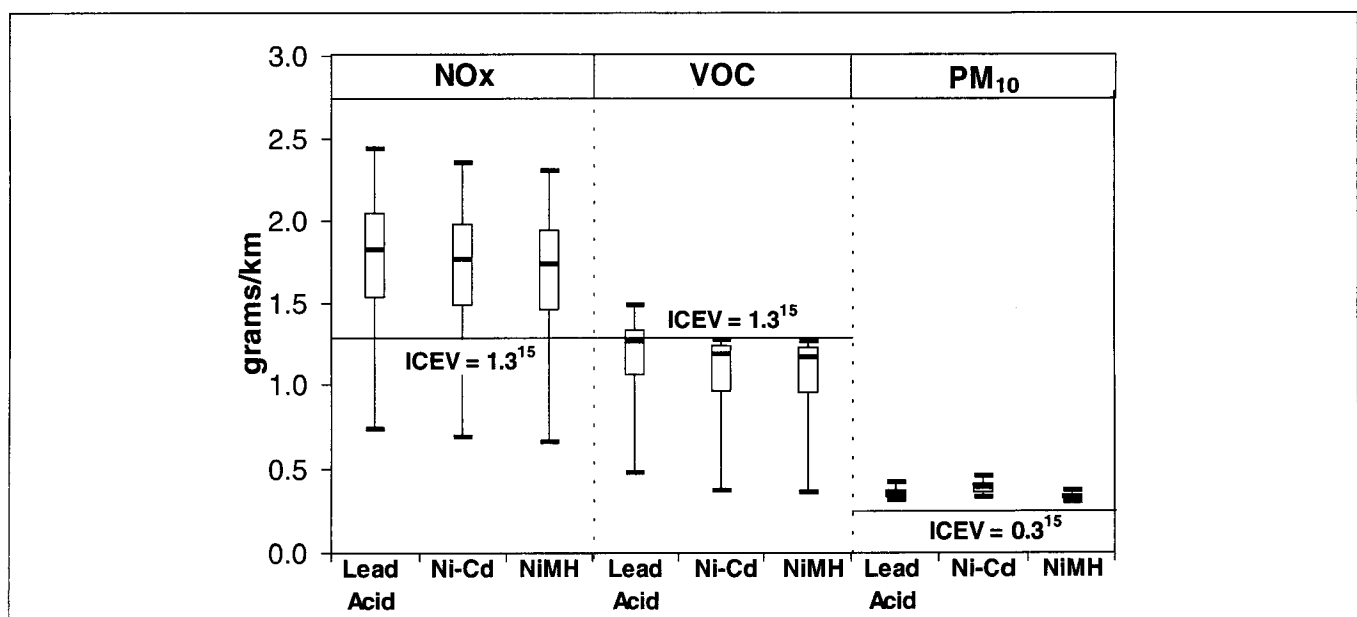 NOx VOC PM₁₀
grams/km
3.0
2.5
2.0
1.5
1.0
0.5
0.0
ICEV = 1.3¹⁵
ICEV = 1.3¹⁵
ICEV = 0.3¹⁵
Lead Ni-Cd NiMH Lead Ni-Cd NiMH Lead Ni-Cd NiMH
Acid Acid Acid